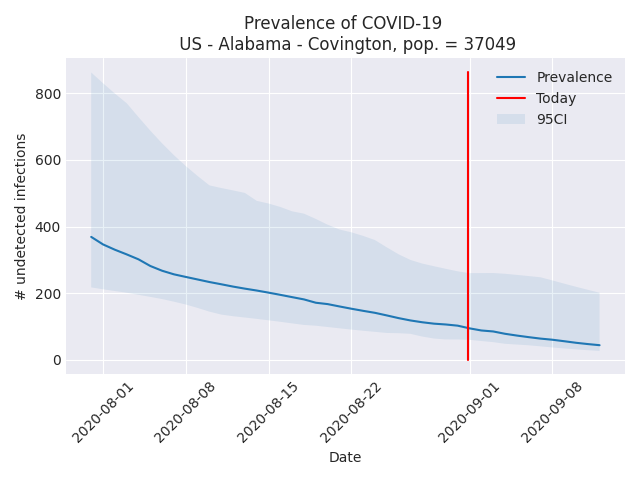 Prevalence of COVID-19
US - Alabama - Covington, pop. = 37049
Prevalence
Today
95CI
# undetected infections
800
600
400
200
0
2020-08-01
2020-08-08
2020-08-15
2020-08-22
2020-09-01
2020-09-08
Date